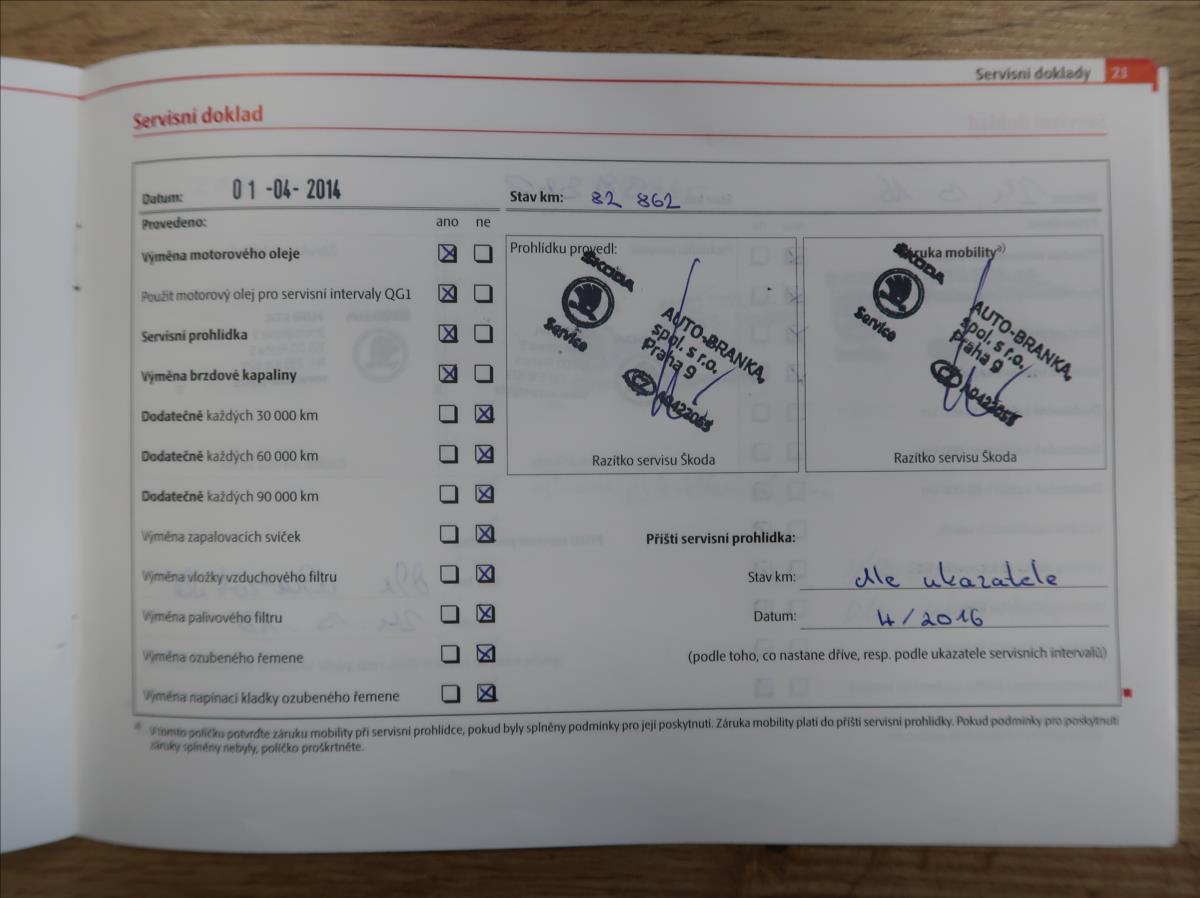 Servisní doklady 23
Servisní doklad
Datum: 01-04-2014
Stav km: 82 862
Provedeno: ano ne
Výměna motorového oleje
Použit motorový olej pro servisní intervaly QG1
Servisní prohlídka
Výměna brzdové kapaliny
Dodatečně každých 30 000 km
Dodatečně každých 60 000 km
Dodatečně každých 90 000 km
Výměna zapalovacích svíček
Výměna vložky vzduchového filtru
Výměna palivového filtru
Výměna ozubeného řemene
Výměna napínací kladky ozubeného řemene
Prohlídku provedl:
ŠKODA
Service
AUTO-BRANKA,
spol. s r.o.
Praha 9
CZ
Razítko servisu Škoda
Záruka mobility a)
ŠKODA
Service
AUTO-BRANKA,
spol. s r.o.
Praha 9
CZ
Razítko servisu Škoda
Příští servisní prohlídka:
Stav km: dle ukazatele
Datum: 4/2016
(podle toho, co nastane dříve, resp. podle ukazatele servisních intervalů)
a) V tomto políčku potvrďte záruku mobility při servisní prohlídce, pokud byly splněny podmínky pro její poskytnutí. Záruka mobility platí do příští servisní prohlídky. Pokud podmínky pro poskytnutí
záruky splněny nebyly, políčko proškrtněte.